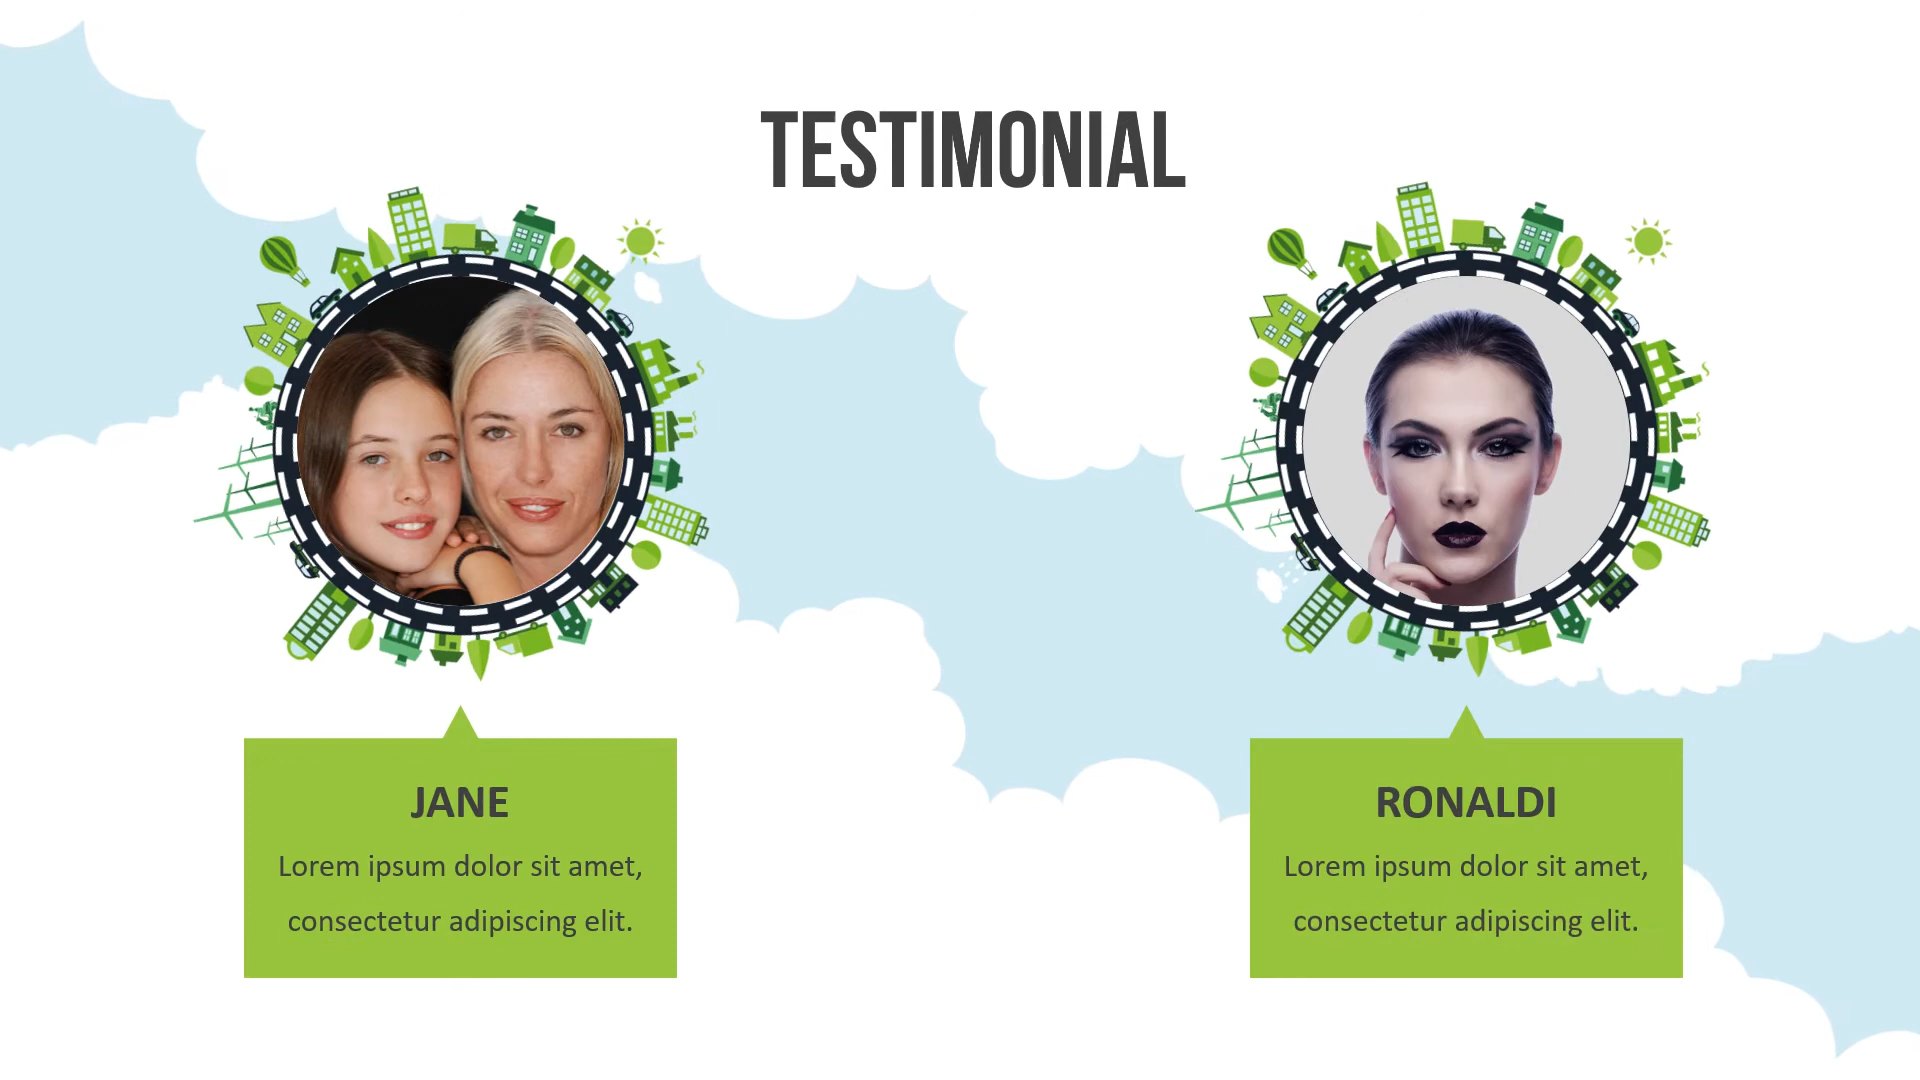 TESTIMONIAL
JANE
Lorem ipsum dolor sit amet,
consectetur adipiscing elit.
RONALDI
Lorem ipsum dolor sit amet,
consectetur adipiscing elit.